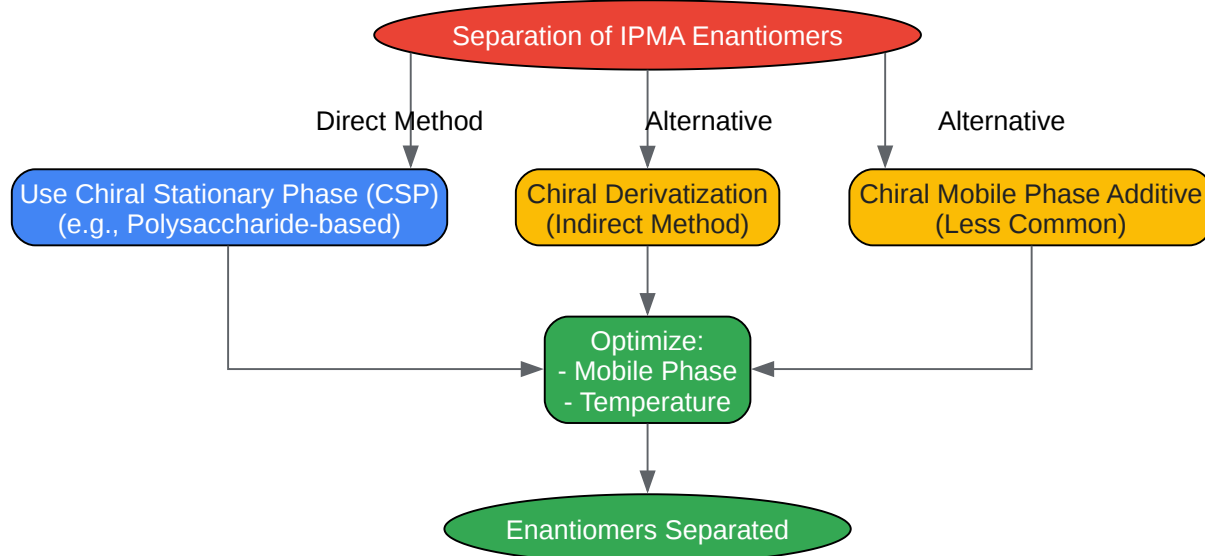 Separation of IPMA Enantiomers
Direct Method
Alternative
Alternative
Use Chiral Stationary Phase (CSP)
(e.g., Polysaccharide-based)
Chiral Derivatization
(Indirect Method)
Chiral Mobile Phase Additive
(Less Common)
Optimize:
- Mobile Phase
- Temperature
Enantiomers Separated